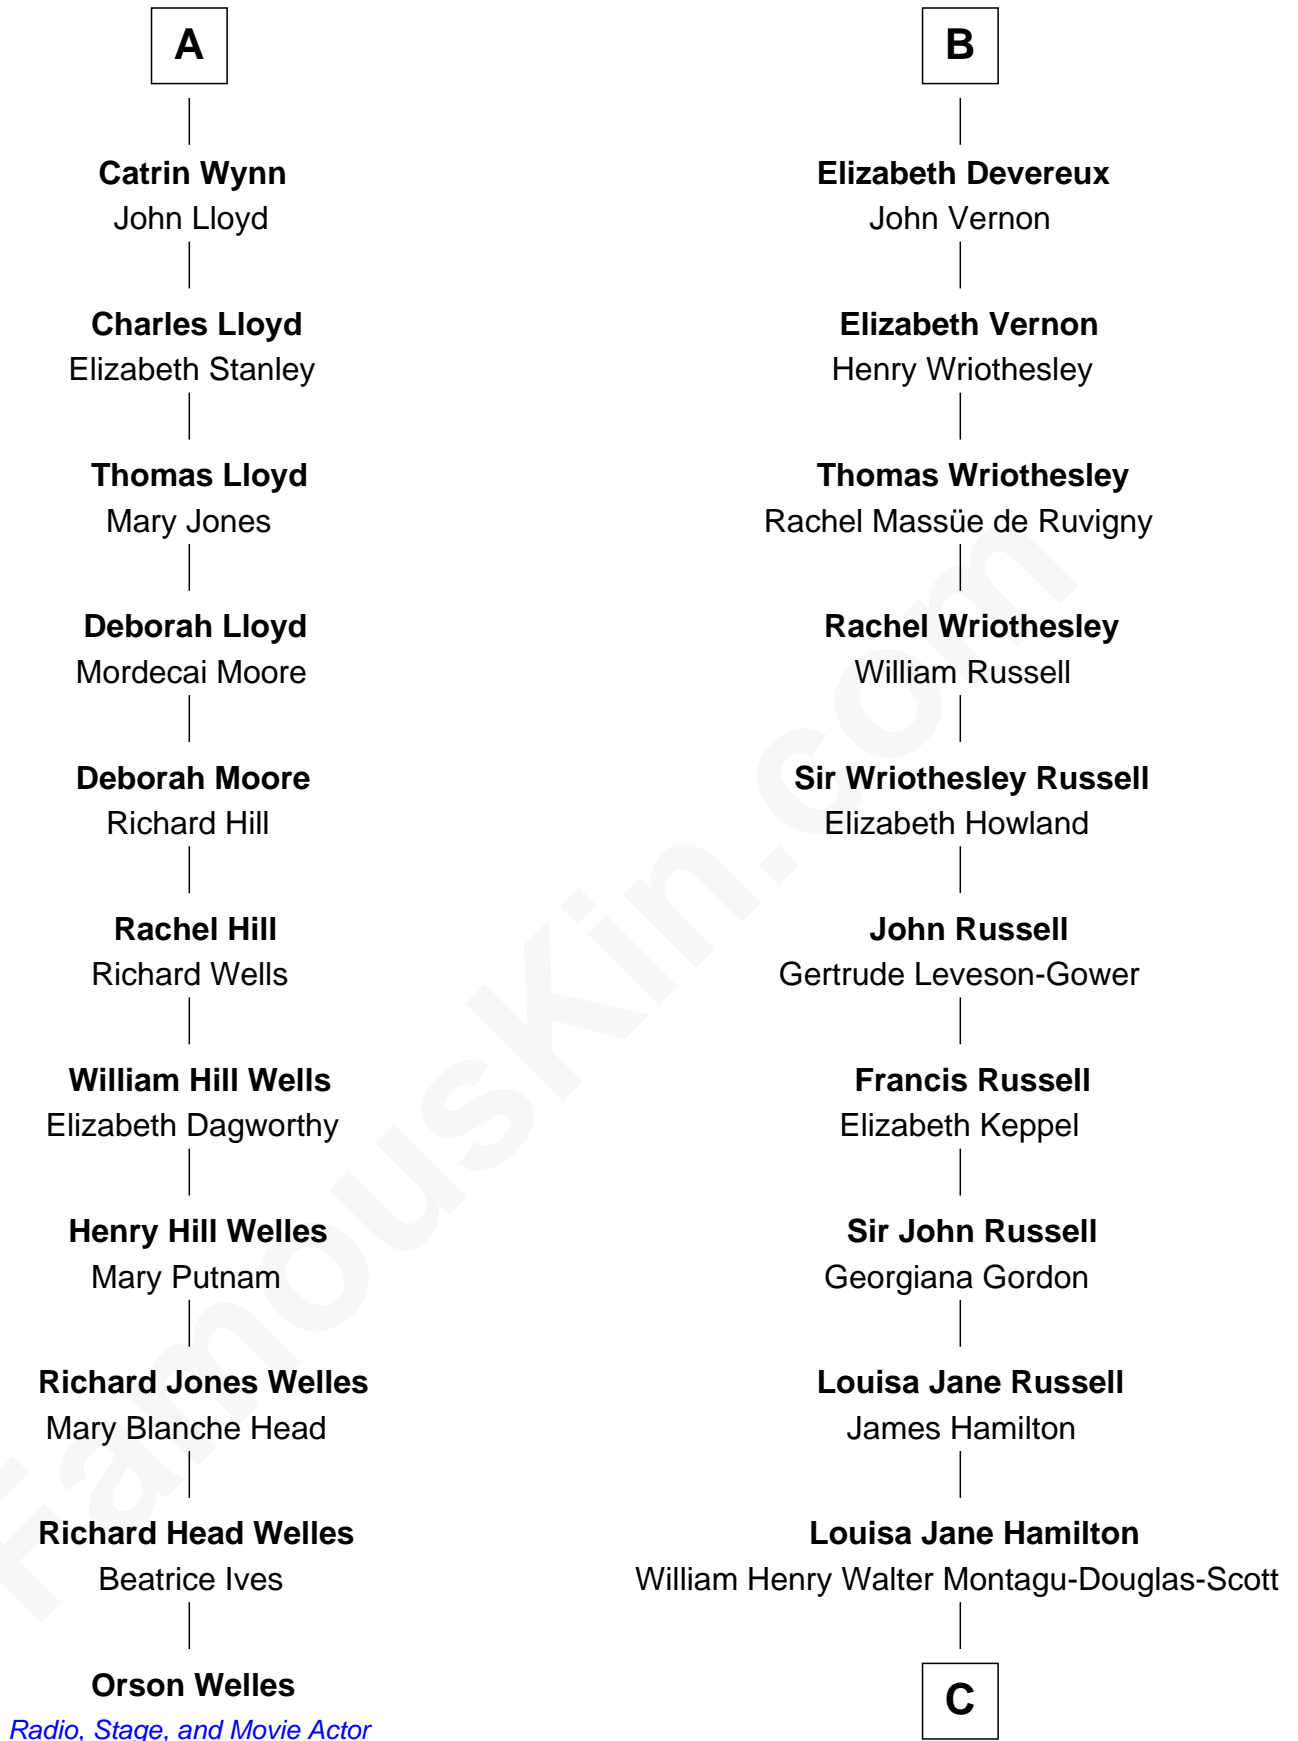 A
Catrin Wynn
John Lloyd
Charles Lloyd
Elizabeth Stanley
Thomas Lloyd
Mary Jones
Deborah Lloyd
Mordecai Moore
Deborah Moore
Richard Hill
Rachel Hill
Richard Wells
William Hill Wells
Elizabeth Dagworthy
Henry Hill Welles
Mary Putnam
Richard Jones Welles
Mary Blanche Head
Richard Head Welles
Beatrice Ives
Orson Welles
Radio, Stage, and Movie Actor
B
Elizabeth Devereux
John Vernon
Elizabeth Vernon
Henry Wriothesley
Thomas Wriothesley
Rachel Massüe de Ruvigny
Rachel Wriothesley
William Russell
Sir Wriothesley Russell
Elizabeth Howland
John Russell
Gertrude Leveson-Gower
Francis Russell
Elizabeth Keppel
Sir John Russell
Georgiana Gordon
Louisa Jane Russell
James Hamilton
Louisa Jane Hamilton
William Henry Walter Montagu-Douglas-Scott
C
FamousKin.com